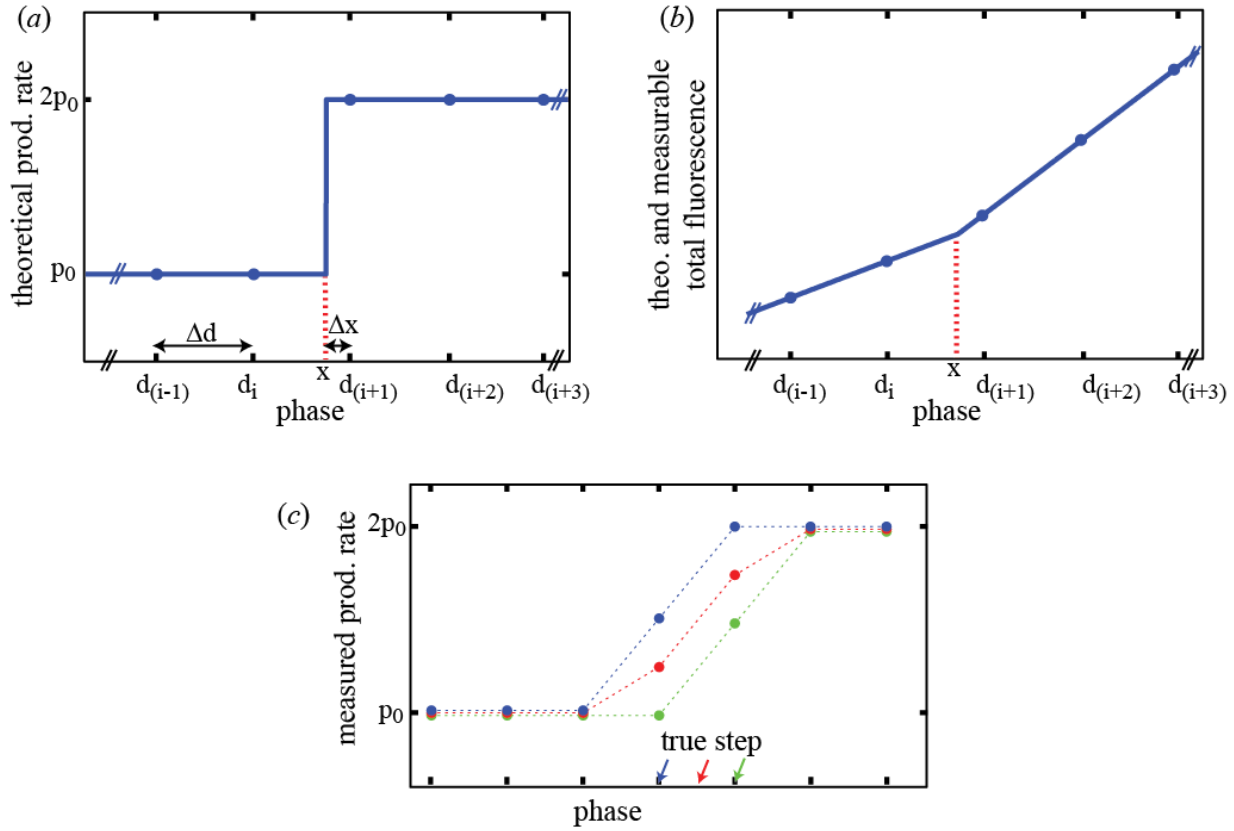 (a)
theoretical prod. rate
2p₀
p₀
Δd
Δx
d(i-1)
dᵢ
x
d(i+1)
d(i+2)
d(i+3)
phase
(b)
theo. and measurable
total fluorescence
d(i-1)
dᵢ
x
d(i+1)
d(i+2)
d(i+3)
phase
(c)
measured prod. rate
2p₀
p₀
true step
phase